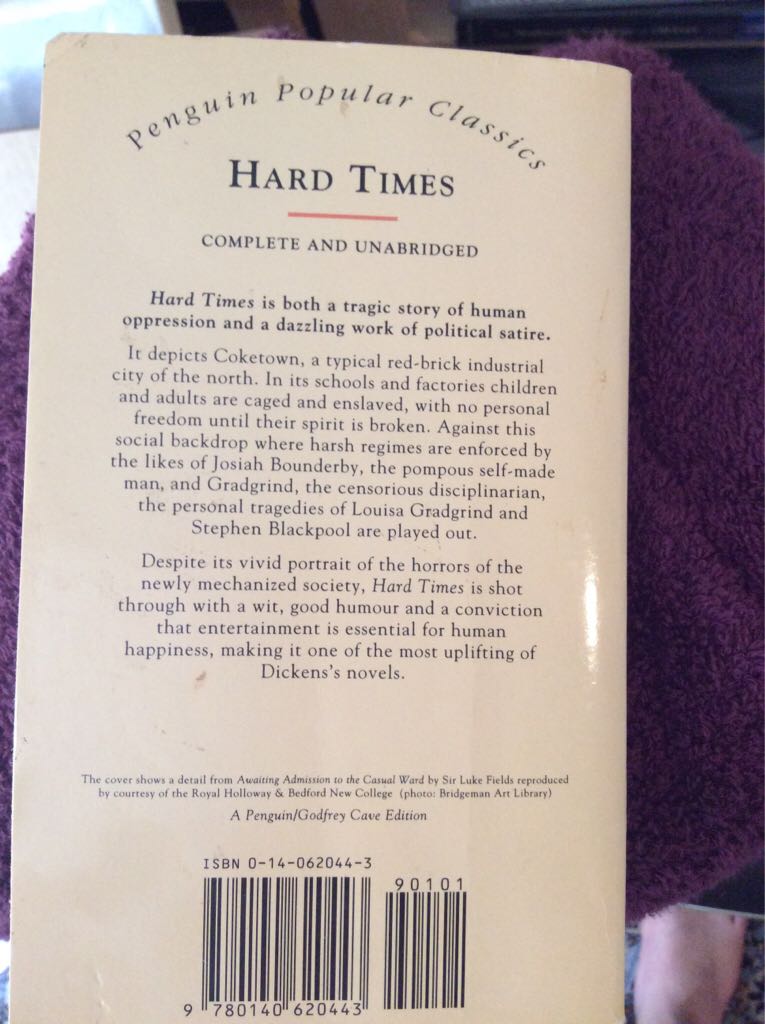 Penguin Popular Classics
HARD TIMES
COMPLETE AND UNABRIDGED
Hard Times is both a tragic story of human
oppression and a dazzling work of political satire.
It depicts Coketown, a typical red-brick industrial
city of the north. In its schools and factories children
and adults are caged and enslaved, with no personal
freedom until their spirit is broken. Against this
social backdrop where harsh regimes are enforced by
the likes of Josiah Bounderby, the pompous self-made
man, and Gradgrind, the censorious disciplinarian,
the personal tragedies of Louisa Gradgrind and
Stephen Blackpool are played out.
Despite its vivid portrait of the horrors of the
newly mechanized society, Hard Times is shot
through with a wit, good humour and a conviction
that entertainment is essential for human
happiness, making it one of the most uplifting of
Dickens's novels.
The cover shows a detail from Awaiting Admission to the Casual Ward by Sir Luke Fields reproduced
by courtesy of the Royal Holloway & Bedford New College (photo: Bridgeman Art Library)
A Penguin/Godfrey Cave Edition
ISBN 0-14-062044-3
90101
9 780140 620443